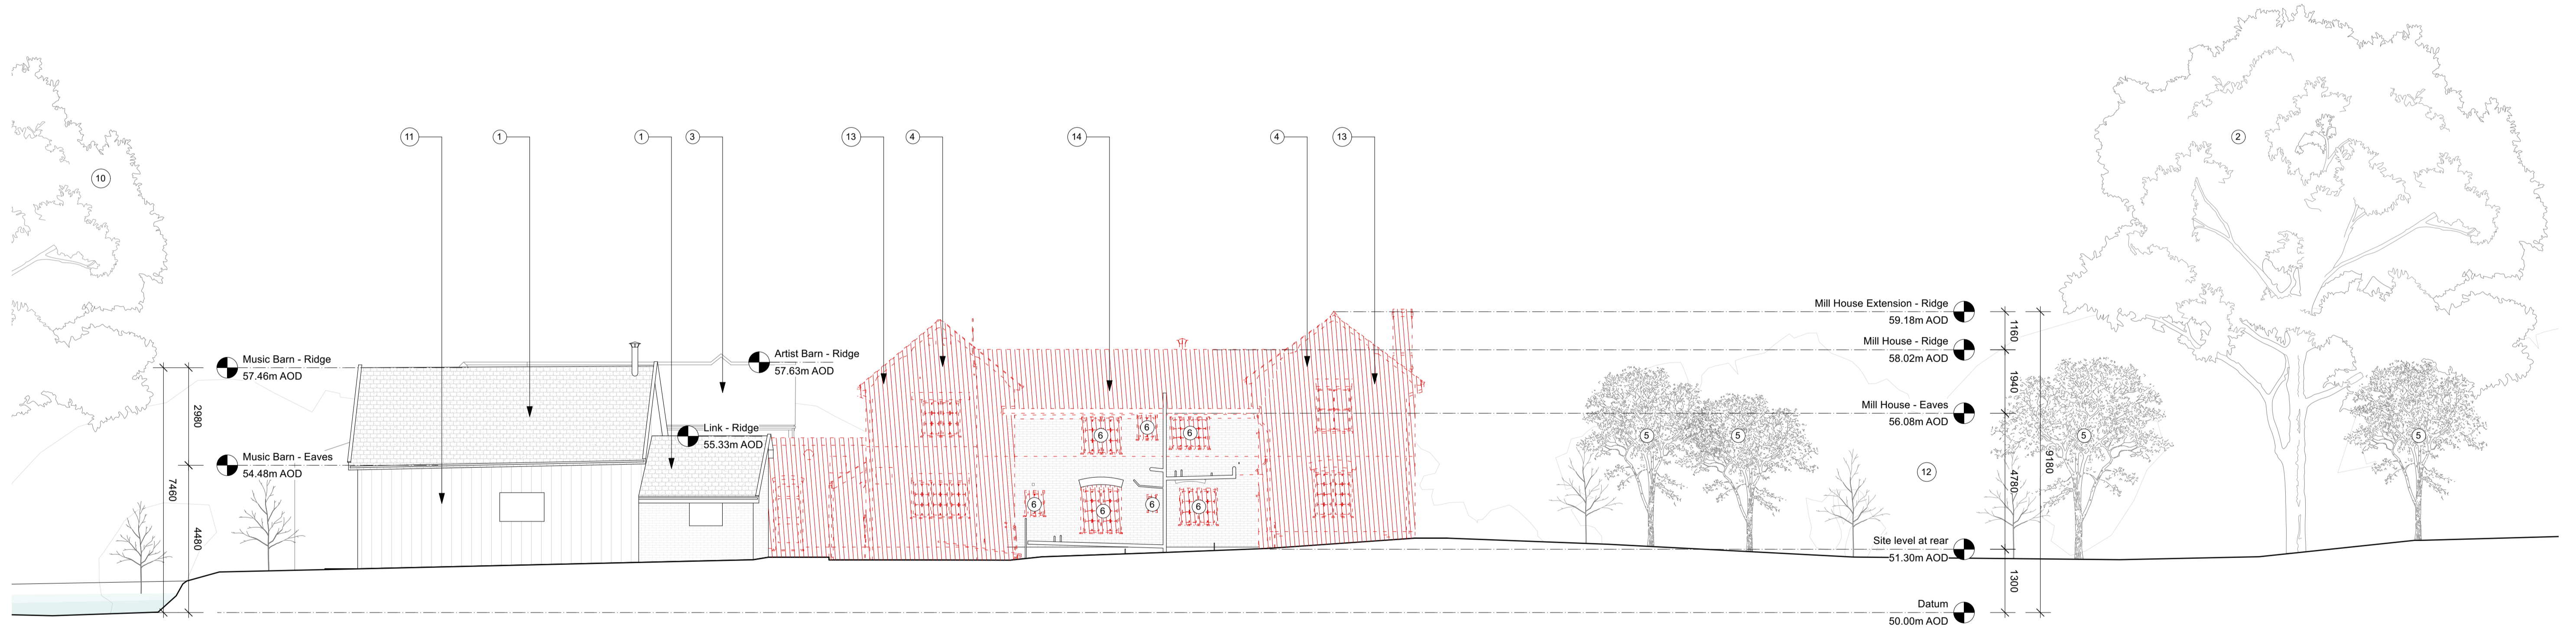 11
1
1
3
13
4
14
4
13
2
10
Mill House Extension - Ridge
59.18m AOD
1160
Mill House - Ridge
58.02m AOD
Music Barn - Ridge
57.46m AOD
Artist Barn - Ridge
57.63m AOD
1940
2980
Mill House - Eaves
56.08m AOD
Link - Ridge
55.33m AOD
6
6
6
5
5
5
5
Music Barn - Eaves
54.48m AOD
7460
9180
4780
12
6
6
6
6
4480
Site level at rear
51.30m AOD
1300
Datum
50.00m AOD